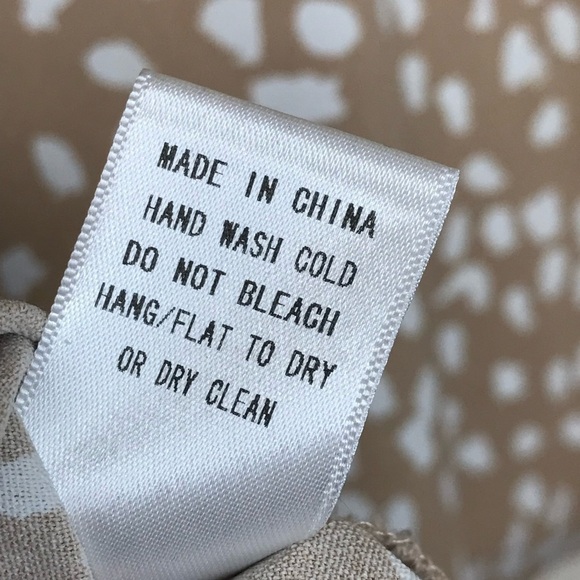 MADE IN CHINA
HAND WASH COLD
DO NOT BLEACH
HANG/FLAT TO DRY
OR DRY CLEAN